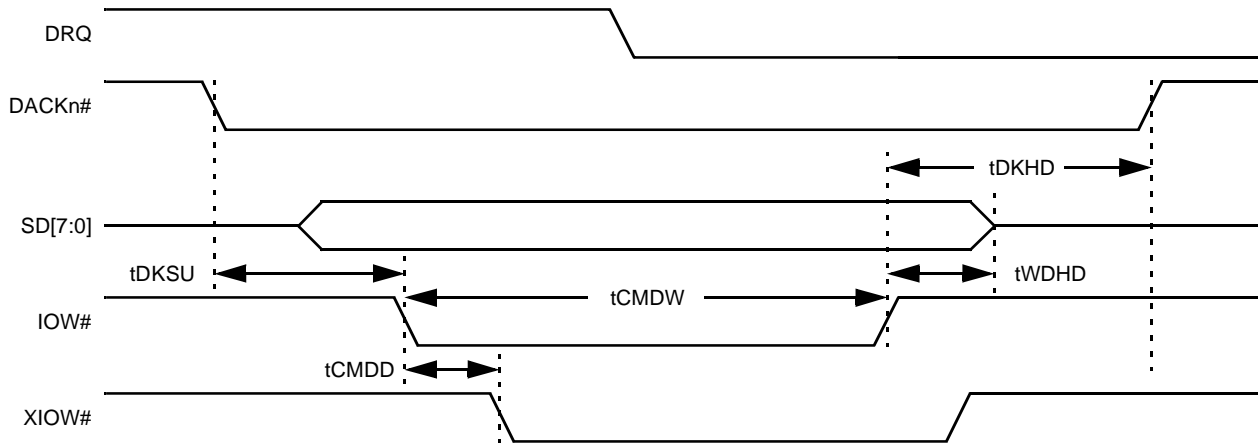 DRQ
DACKn#
tDKHD
SD[7:0]
tDKSU
tWDHD
tCMDW
IOW#
tCMDD
XIOW#